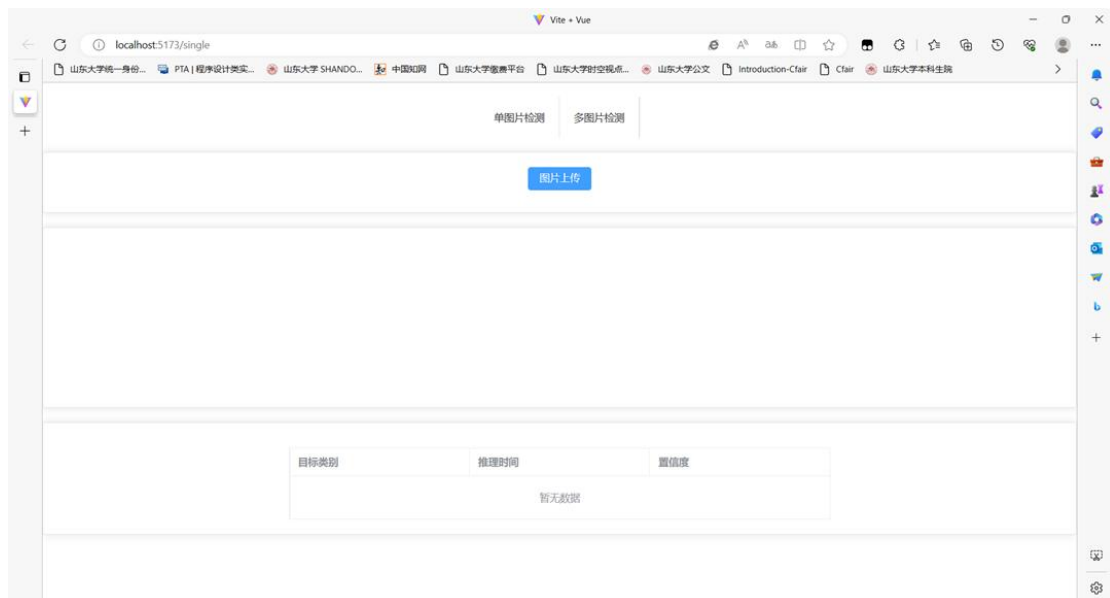 Vite + Vue
localhost:5173/single
山东大学统一身份... PTA | 程序设计类实... 山东大学 SHANDO... 中国知网 山东大学缴费平台 山东大学时空视点... 山东大学公文 Introduction-Cfair Cfair 山东大学本科生院
单图片检测 多图片检测
图片上传
目标类别 推理时间 置信度
暂无数据